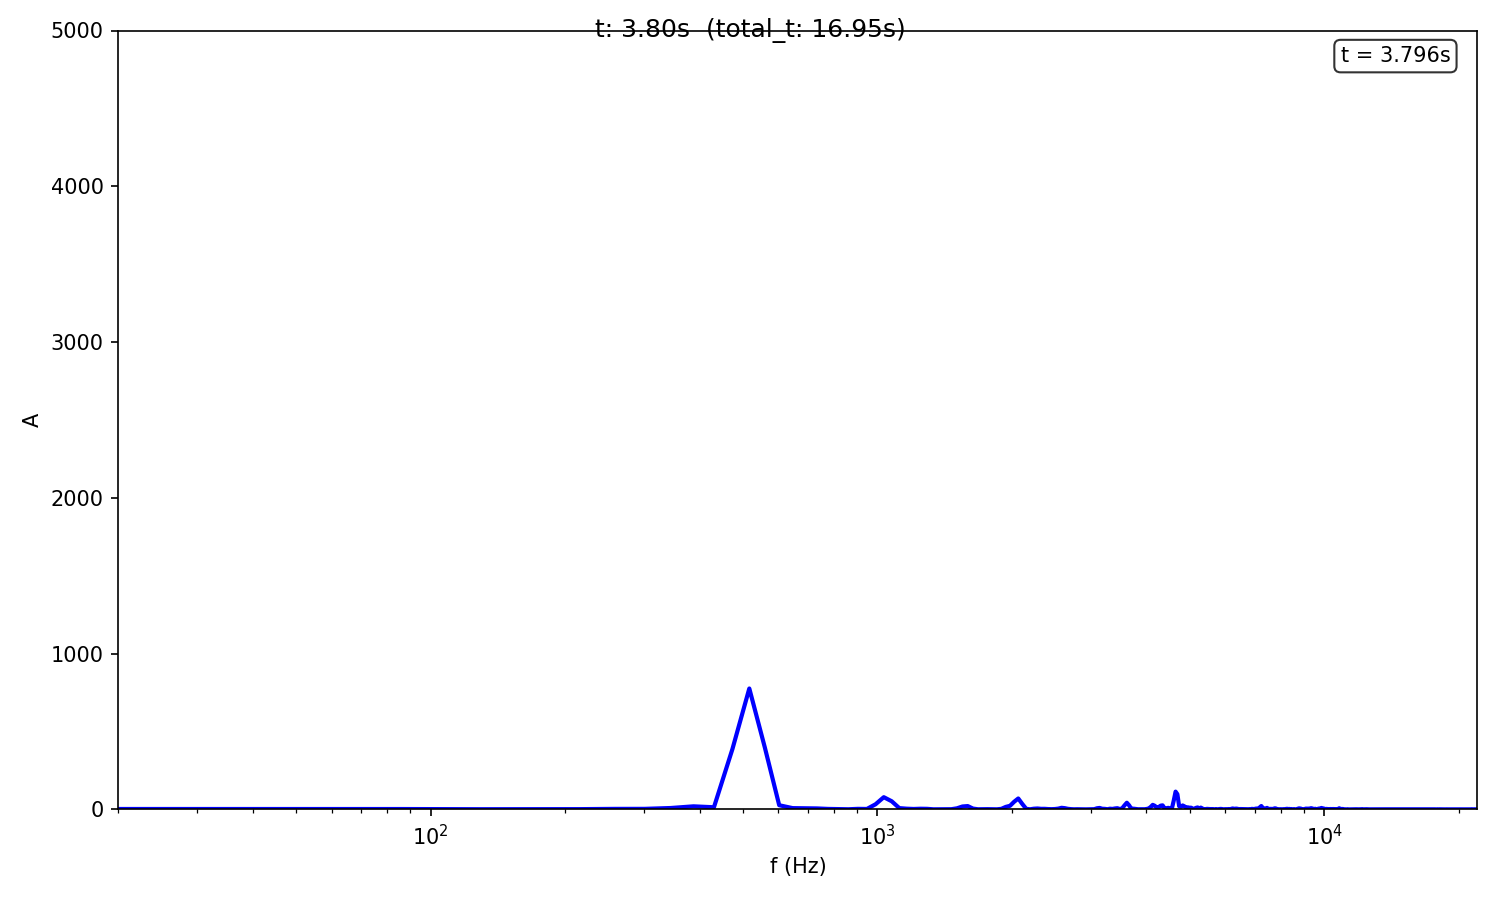 t: 3.80s (total_t: 16.95s)
t = 3.796s
5000
4000
3000
2000
1000
0
A
10²
10³
10⁴
f (Hz)